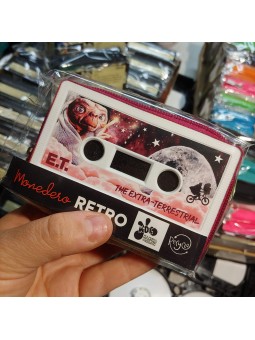 E.T.
THE EXTRA-TERRESTRIAL
Monedero
RETRO